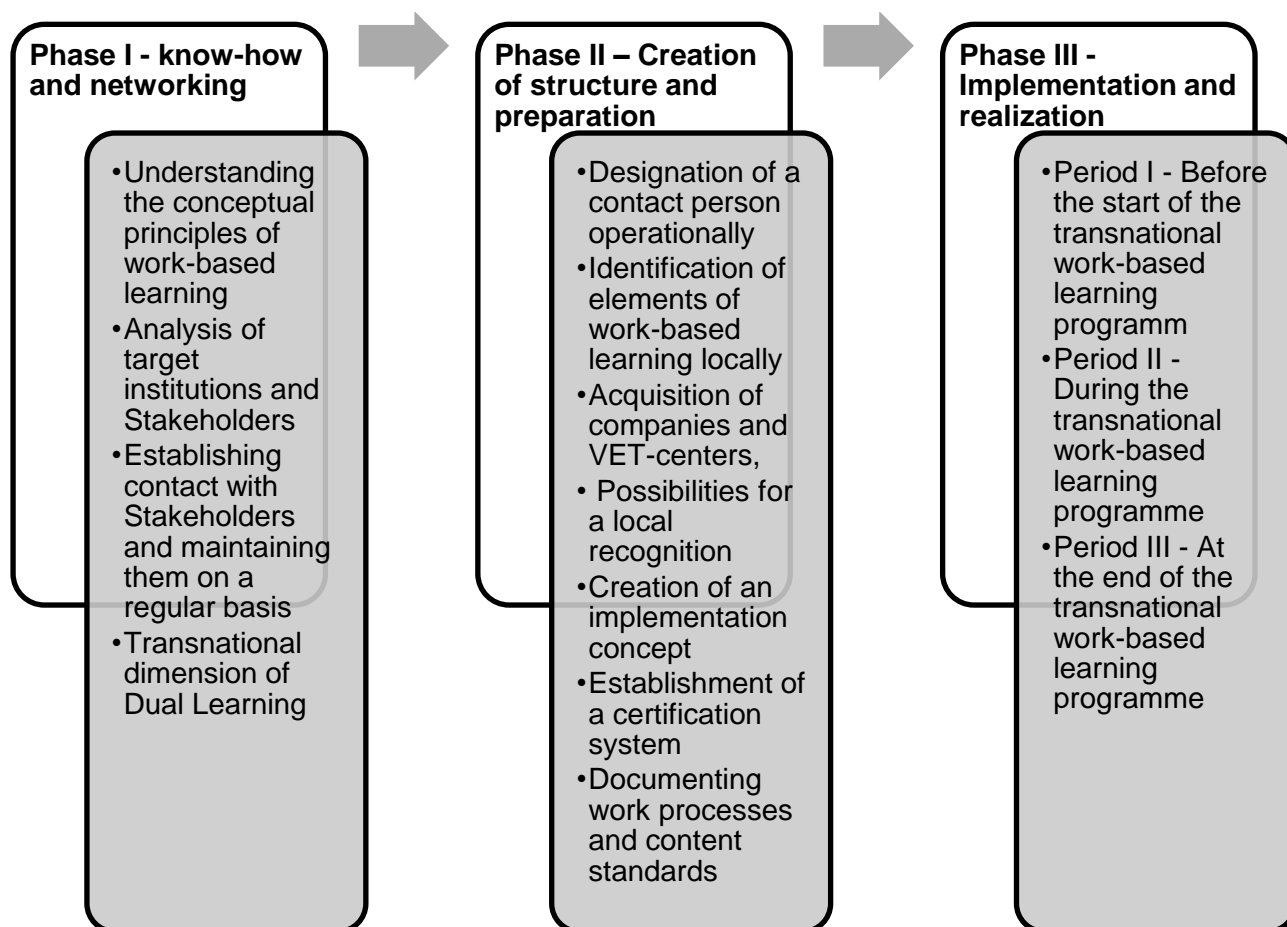 Phase I - know-how
and networking
•Understanding
the conceptual
principles of
work-based
learning
•Analysis of
target
institutions and
Stakeholders
•Establishing
contact with
Stakeholders
and maintaining
them on a
regular basis
•Transnational
dimension of
Dual Learning
Phase II – Creation
of structure and
preparation
•Designation of a
contact person
operationally
•Identification of
elements of
work-based
learning locally
•Acquisition of
companies and
VET-centers,
• Possibilities for
a local
recognition
•Creation of an
implementation
concept
•Establishment of
a certification
system
•Documenting
work processes
and content
standards
Phase III -
Implementation and
realization
•Period I - Before
the start of the
transnational
work-based
learning
programm
•Period II -
During the
transnational
work-based
learning
programme
•Period III - At
the end of the
transnational
work-based
learning
programme